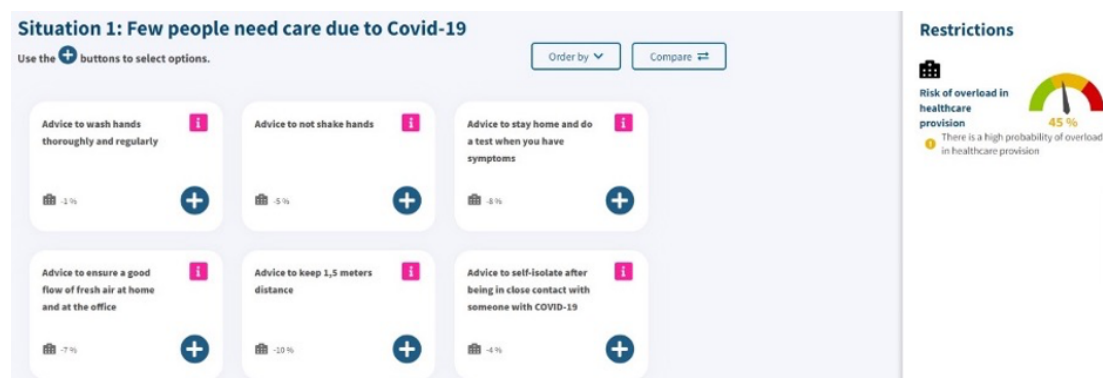 Situation 1: Few people need care due to Covid-19
Use the + buttons to select options.
Order by
Compare
Advice to wash hands
thoroughly and regularly
i
-1 %
Advice to not shake hands
i
-5 %
Advice to stay home and do
a test when you have
symptoms
i
-8 %
Advice to ensure a good
flow of fresh air at home
and at the office
i
-7 %
Advice to keep 1,5 meters
distance
i
-10 %
Advice to self-isolate after
being in close contact with
someone with COVID-19
i
-4 %
Restrictions
Risk of overload in
healthcare
provision
45 %
There is a high probability of overload
in healthcare provision